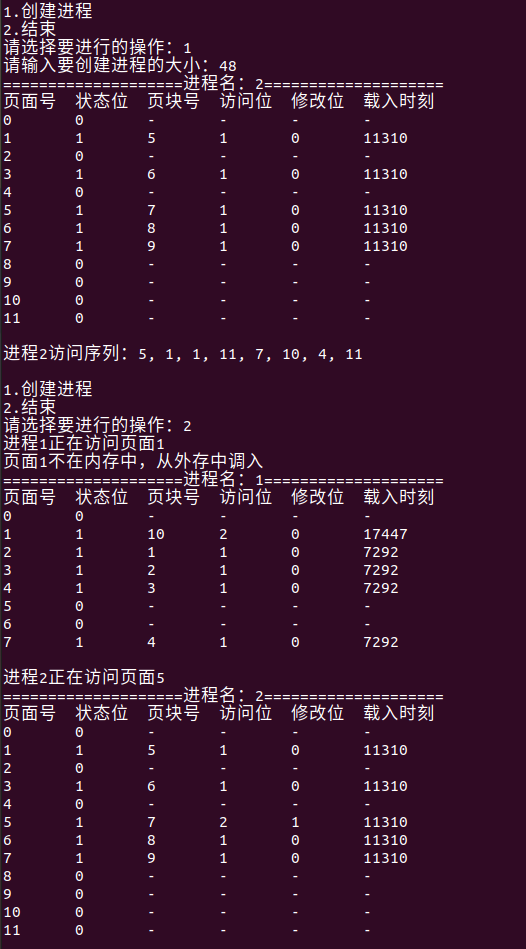 1.创建进程
2.结束
请选择要进行的操作：1
请输入要创建进程的大小：48
====================进程名：2====================
页面号  状态位  页块号  访问位  修改位  载入时刻
0       0       -       -       -       -
1       1       5       1       0       11310
2       0       -       -       -       -
3       1       6       1       0       11310
4       0       -       -       -       -
5       1       7       1       0       11310
6       1       8       1       0       11310
7       1       9       1       0       11310
8       0       -       -       -       -
9       0       -       -       -       -
10      0       -       -       -       -
11      0       -       -       -       -
进程2访问序列：5, 1, 1, 11, 7, 10, 4, 11
1.创建进程
2.结束
请选择要进行的操作：2
进程1正在访问页面1
页面1不在内存中，从外存中调入
====================进程名：1====================
页面号  状态位  页块号  访问位  修改位  载入时刻
0       0       -       -       -       -
1       1       10      2       0       17447
2       1       1       1       0       7292
3       1       2       1       0       7292
4       1       3       1       0       7292
5       0       -       -       -       -
6       0       -       -       -       -
7       1       4       1       0       7292
进程2正在访问页面5
====================进程名：2====================
页面号  状态位  页块号  访问位  修改位  载入时刻
0       0       -       -       -       -
1       1       5       1       0       11310
2       0       -       -       -       -
3       1       6       1       0       11310
4       0       -       -       -       -
5       1       7       2       1       11310
6       1       8       1       0       11310
7       1       9       1       0       11310
8       0       -       -       -       -
9       0       -       -       -       -
10      0       -       -       -       -
11      0       -       -       -       -